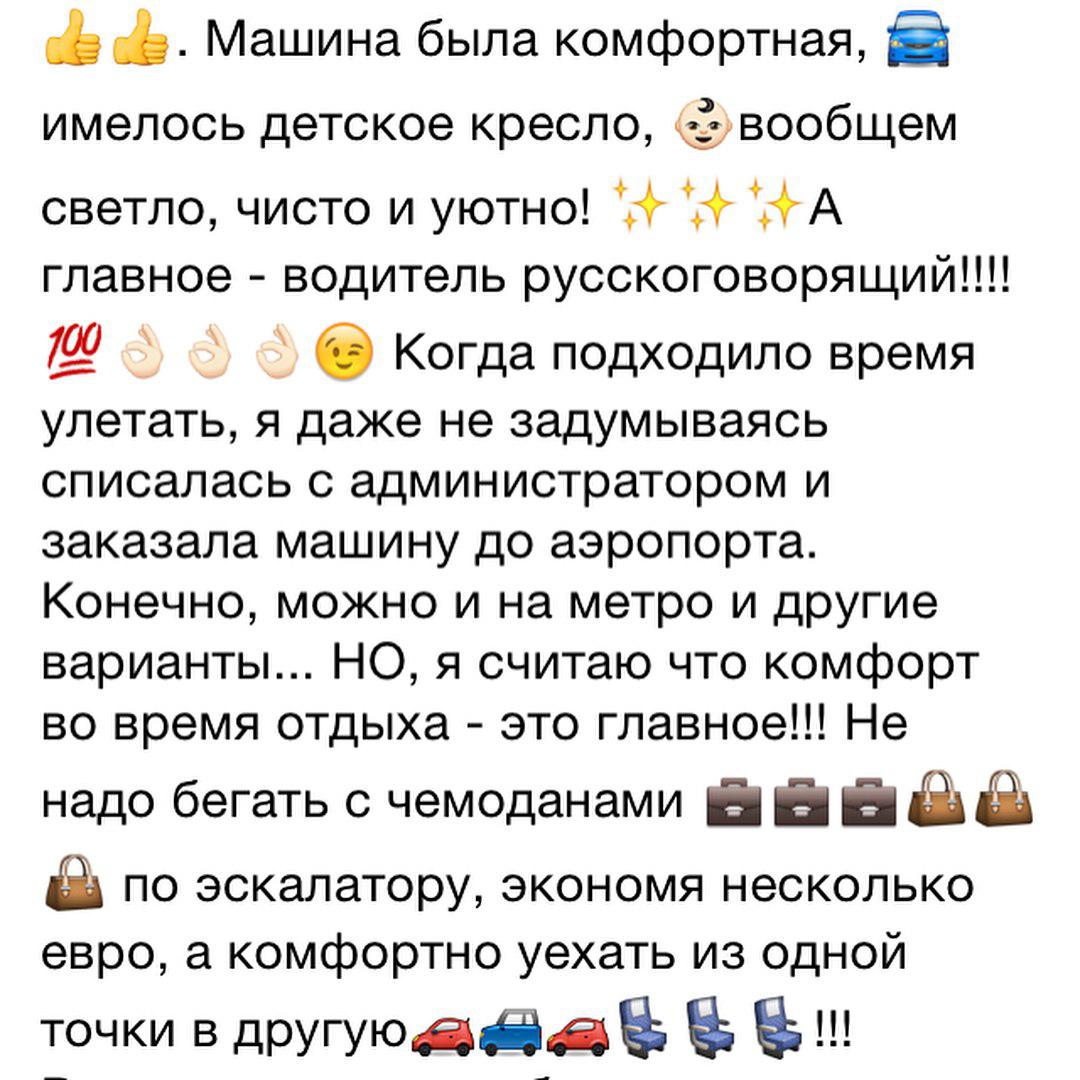 👍👍. Машина была комфортная, 🚘
имелось детское кресло, 👶🏻вообщем
светло, чисто и уютно! ✨✨✨А
главное - водитель русскоговорящий!!!!
💯👌🏻👌🏻👌🏻😉 Когда подходило время
улетать, я даже не задумываясь
списалась с администратором и
заказала машину до аэропорта.
Конечно, можно и на метро и другие
варианты... НО, я считаю что комфорт
во время отдыха - это главное!!! Не
надо бегать с чемоданами 💼💼💼👜👜
👜 по эскалатору, экономя несколько
евро, а комфортно уехать из одной
точки в другую🚗🚙🚗💺💺💺!!!